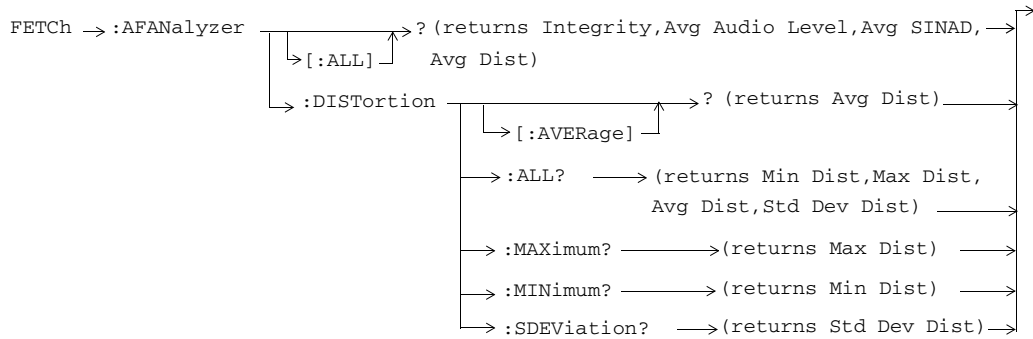 FETCh :AFANalyzer ? (returns Integrity,Avg Audio Level,Avg SINAD,
[:ALL] Avg Dist)
:DISTortion ? (returns Avg Dist)
[:AVERage]
:ALL? (returns Min Dist,Max Dist,
Avg Dist,Std Dev Dist)
:MAXimum? (returns Max Dist)
:MINimum? (returns Min Dist)
:SDEViation? (returns Std Dev Dist)